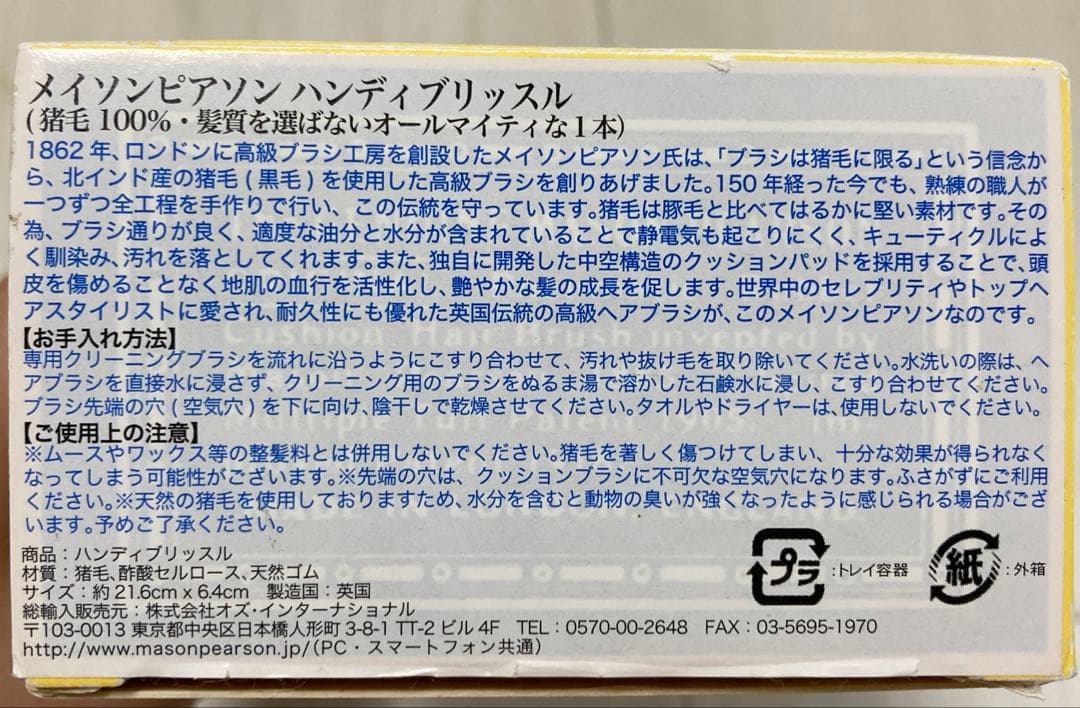 メイソンピアソン ハンディブリッスル
(猪毛 100%・髪質を選ばないオールマイティな1本)
1862 年、ロンドンに高級ブラシ工房を創設したメイソンピアソン氏は、「ブラシは猪毛に限る」という信念か
ら、北インド産の猪毛(黒毛)を使用した高級ブラシを創りあげました。150 年経った今でも、熟練の職人が
一つずつ全工程を手作りで行い、この伝統を守っています。猪毛は豚毛と比べてはるかに堅い素材です。その
為、ブラシ通りが良く、適度な油分と水分が含まれていることで静電気も起こりにくく、キューティクルによ
く馴染み、汚れを落としてくれます。また、独自に開発した中空構造のクッションパッドを採用することで、頭
皮を傷めることなく地肌の血行を活性化し、艶やかな髪の成長を促します。世界中のセレブリティやトップヘ
アスタイリストに愛され、耐久性にも優れた英国伝統の高級ヘアブラシが、このメイソンピアソンなのです。
【お手入れ方法】
専用クリーニングブラシを流れに沿うようにこすり合わせて、汚れや抜け毛を取り除いてください。水洗いの際は、ヘ
アブラシを直接水に浸さず、クリーニング用のブラシをぬるま湯で溶かした石鹸水に浸し、こすり合わせてください。
ブラシ先端の穴(空気穴)を下に向け、陰干しで乾燥させてください。タオルやドライヤーは、使用しないでください。
【ご使用上の注意】
※ムースやワックス等の整髪料とは併用しないでください。猪毛を著しく傷つけてしまい、十分な効果が得られなく
なってしまう可能性がございます。※先端の穴は、クッションブラシに不可欠な空気穴になります。ふさがずにご利用
ください。※天然の猪毛を使用しておりますため、水分を含むと動物の臭いが強くなったように感じられる場合がござ
います。予めご了承ください。
商品:ハンディブリッスル
材質:猪毛、酢酸セルロース、天然ゴム
サイズ:約 21.6cm x 6.4cm 製造国:英国
総輸入販売元:株式会社オズ・インターナショナル
〒103-0013 東京都中央区日本橋人形町 3-8-1 TT-2 ビル 4F TEL:0570-00-2648 FAX:03-5695-1970
http://www.masonpearson.jp/(PC・スマートフォン共通)
プラ :トレイ容器
紙 :外箱